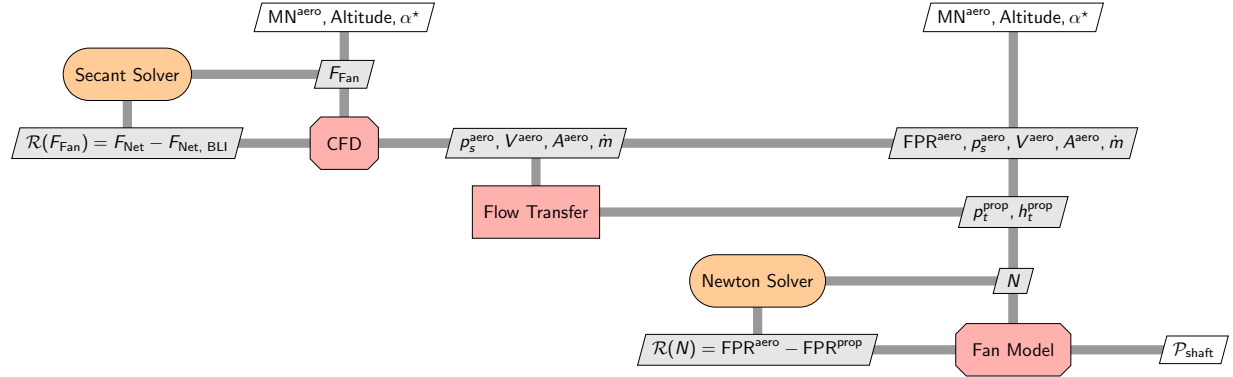 MN^aero, Altitude, α*
MN^aero, Altitude, α*
Secant Solver
F_Fan
R(F_Fan) = F_Net − F_Net, BLI
CFD
p_s^aero, V^aero, A^aero, ṁ
FPR^aero, p_s^aero, V^aero, A^aero, ṁ
Flow Transfer
p_t^prop, h_t^prop
Newton Solver
N
R(N) = FPR^aero − FPR^prop
Fan Model
P_shaft